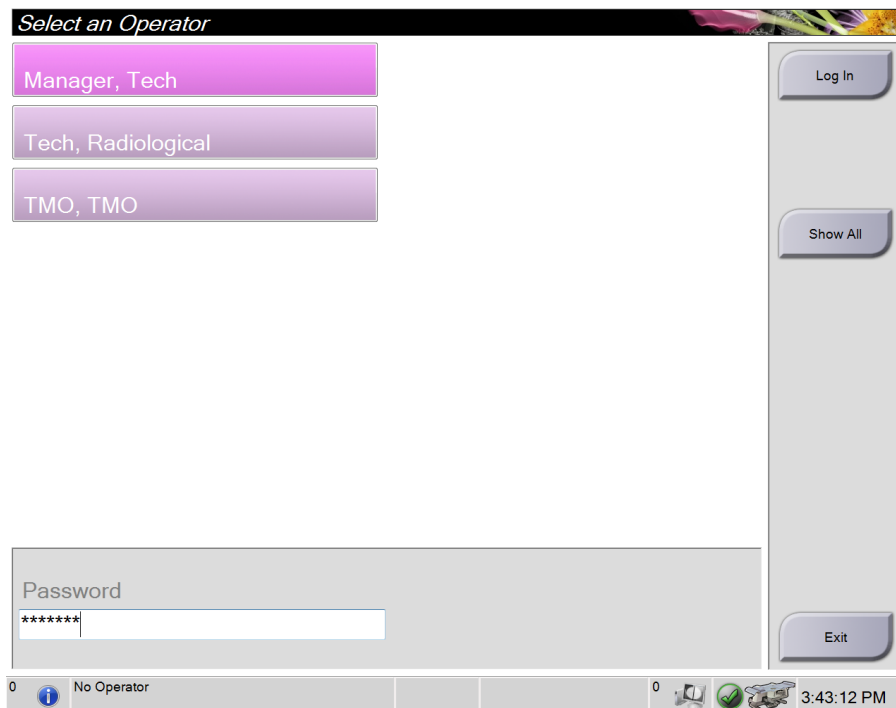 Select an Operator
Manager, Tech
Log In
Tech, Radiological
TMO, TMO
Show All
Password
*******
Exit
0
No Operator
0
3:43:12 PM